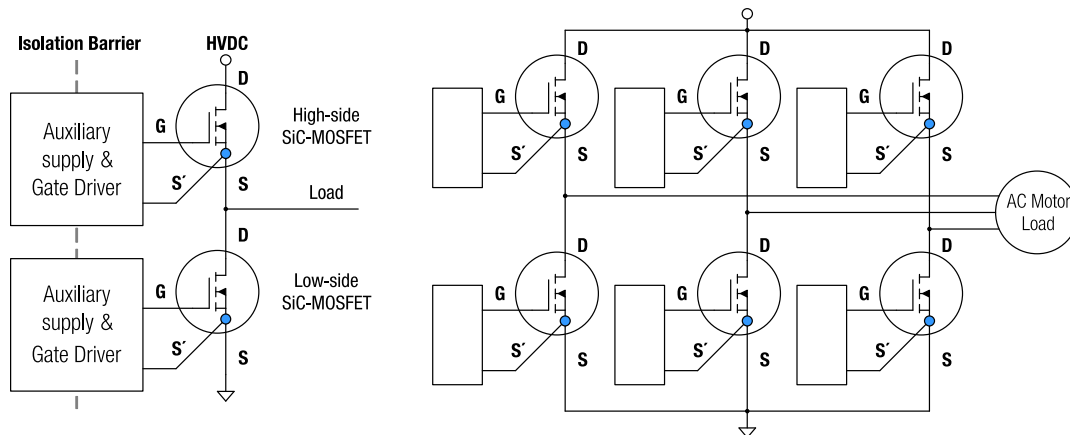 Isolation Barrier
HVDC
D
Auxiliary
supply &
Gate Driver
G
S´
S
High-side
SiC-MOSFET
Load
D
Auxiliary
supply &
Gate Driver
G
S´
S
Low-side
SiC-MOSFET
D
G
S´
S
D
G
S´
S
D
G
S´
S
AC Motor
Load
D
G
S´
S
D
G
S´
S
D
G
S´
S